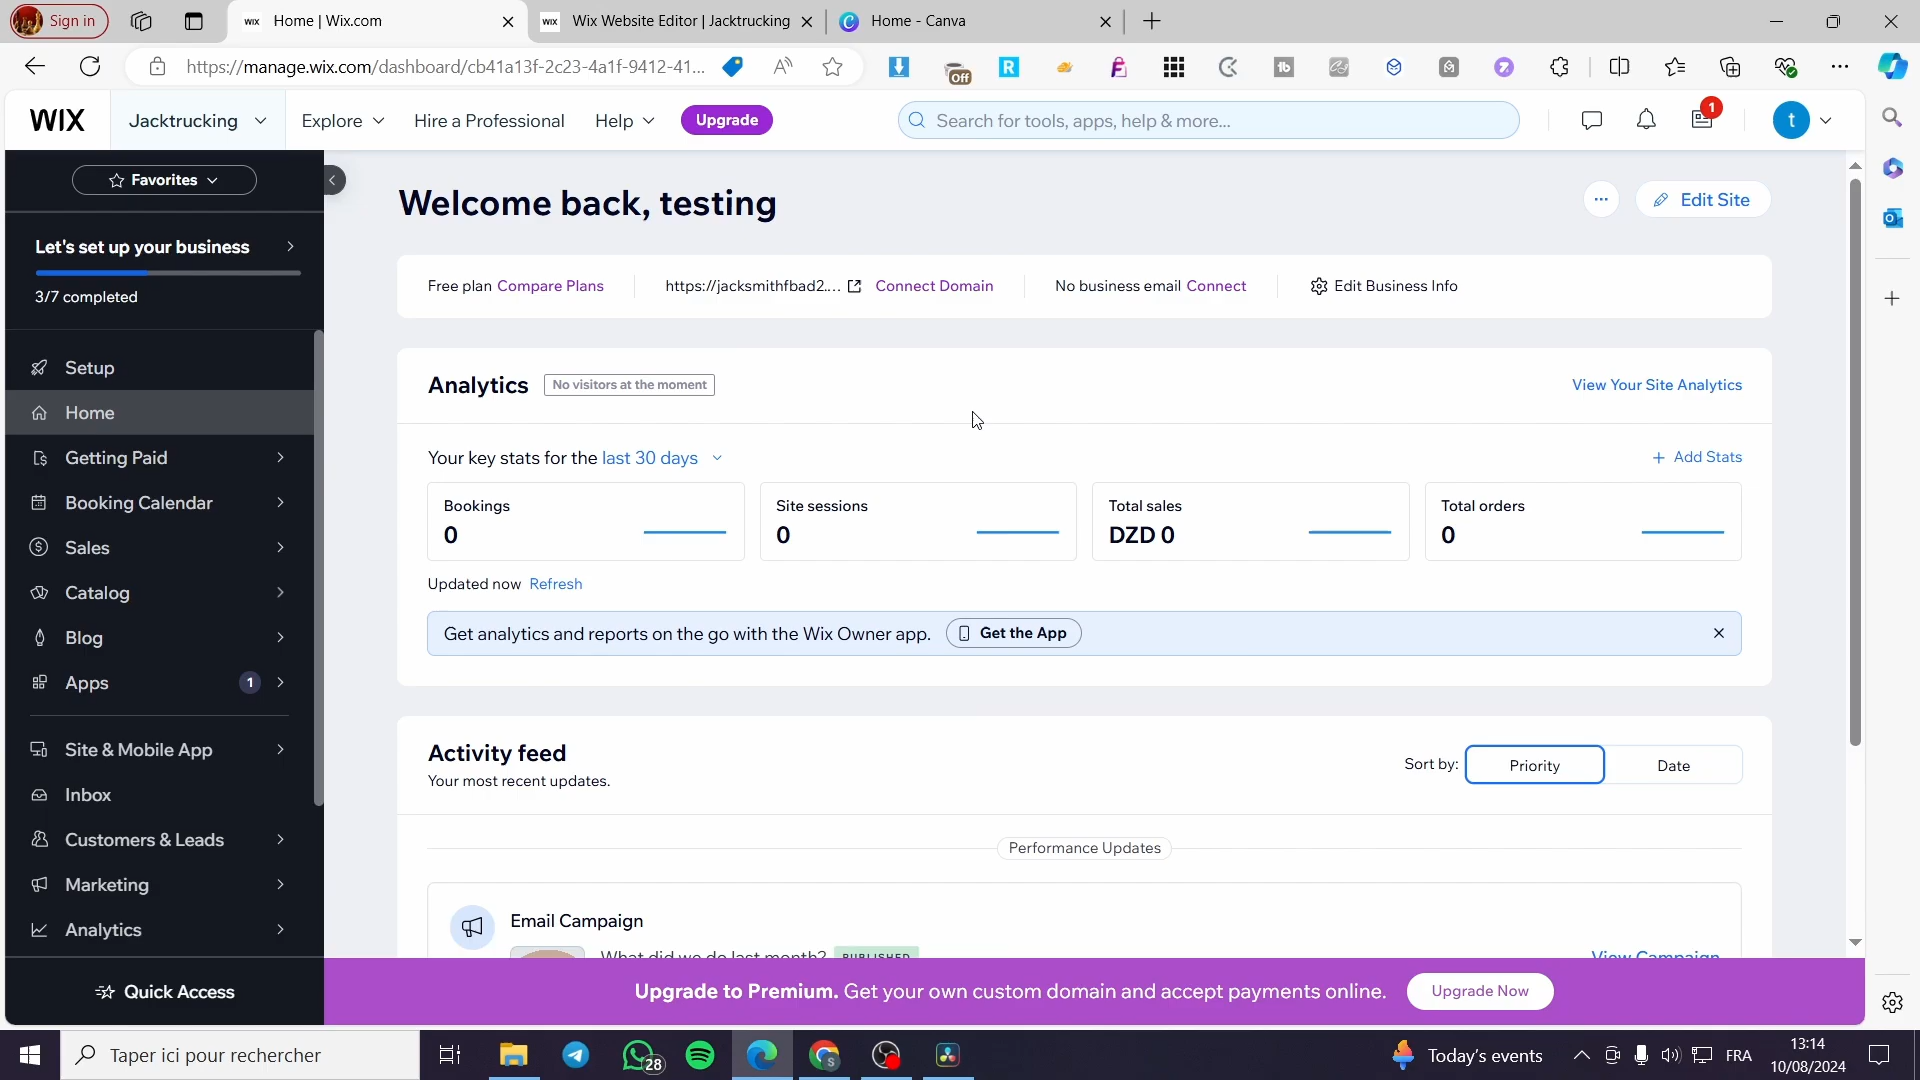 Sign in
WIX Home | Wix.com
WIX Wix Website Editor | Jacktrucking
Home - Canva
https://manage.wix.com/dashboard/cb41a13f-2c23-4a1f-9412-41...
Off
WIX
Jacktrucking
Explore
Hire a Professional
Help
Upgrade
Search for tools, apps, help & more...
1
t
Favorites
Let's set up your business
3/7 completed
Setup
Home
Getting Paid
Booking Calendar
Sales
Catalog
Blog
Apps 1
Site & Mobile App
Inbox
Customers & Leads
Marketing
Analytics
Quick Access
Welcome back, testing
Edit Site
Free plan Compare Plans
https://jacksmithfbad2.... Connect Domain
No business email Connect
Edit Business Info
Analytics No visitors at the moment
View Your Site Analytics
Your key stats for the last 30 days
+ Add Stats
Bookings
0
Site sessions
0
Total sales
DZD 0
Total orders
0
Updated now Refresh
Get analytics and reports on the go with the Wix Owner app. Get the App
Activity feed
Your most recent updates.
Sort by: Priority Date
Performance Updates
Email Campaign
What did we do last month? PUBLISHED
View Campaign
Upgrade to Premium. Get your own custom domain and accept payments online. Upgrade Now
Taper ici pour rechercher
28
Today's events
FRA
13:14
10/08/2024